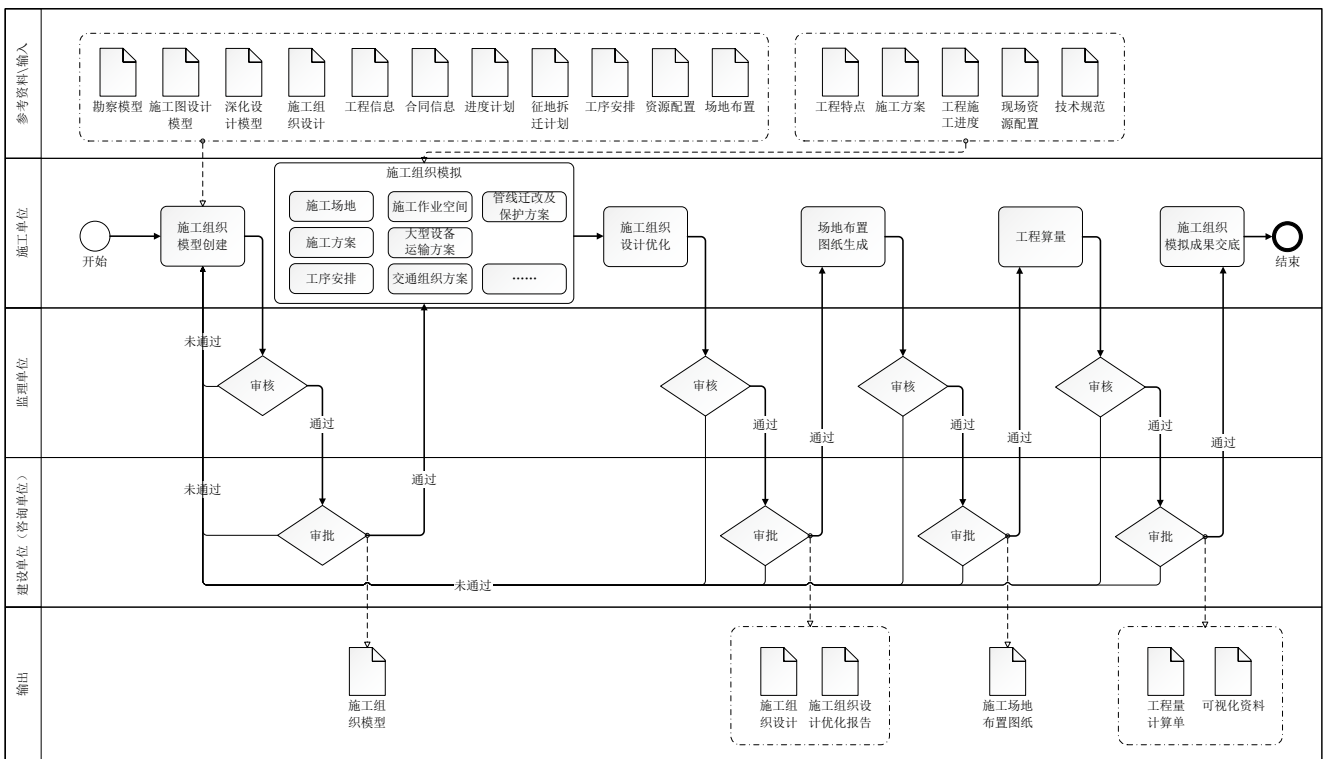 参考资料\输入
勘察模型
施工图设计
模型
深化设
计模型
施工组
织设计
工程信息
合同信息
进度计划
征地拆
迁计划
工序安排
资源配置
场地布置
工程特点
施工方案
工程施
工进度
现场资
源配置
技术规范
施工单位
开始
施工组织
模型创建
施工组织模拟
施工场地
施工作业空间
管线迁改及
保护方案
施工方案
大型设备
运输方案
工序安排
交通组织方案
……
施工组织
设计优化
场地布置
图纸生成
工程算量
施工组织
模拟成果交底
结束
监理单位
未通过
审核
通过
审核
通过
通过
审核
通过
通过
审核
通过
通过
建设单位（咨询单位）
未通过
通过
审批
审批
审批
审批
未通过
输出
施工组
织模型
施工组
织设计
施工组织设
计优化报告
施工场地
布置图纸
工程量
计算单
可视化资料